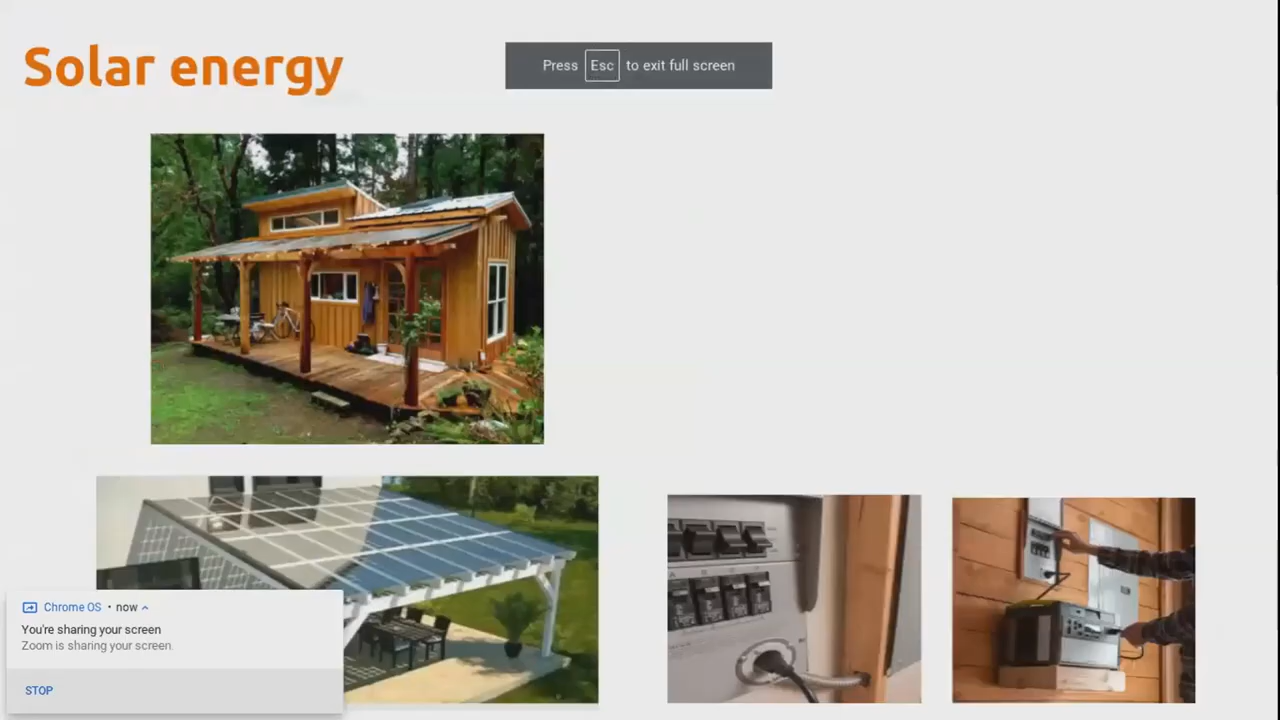 Solar energy
Press Esc to exit full screen
Chrome OS • now
You're sharing your screen
Zoom is sharing your screen.
STOP